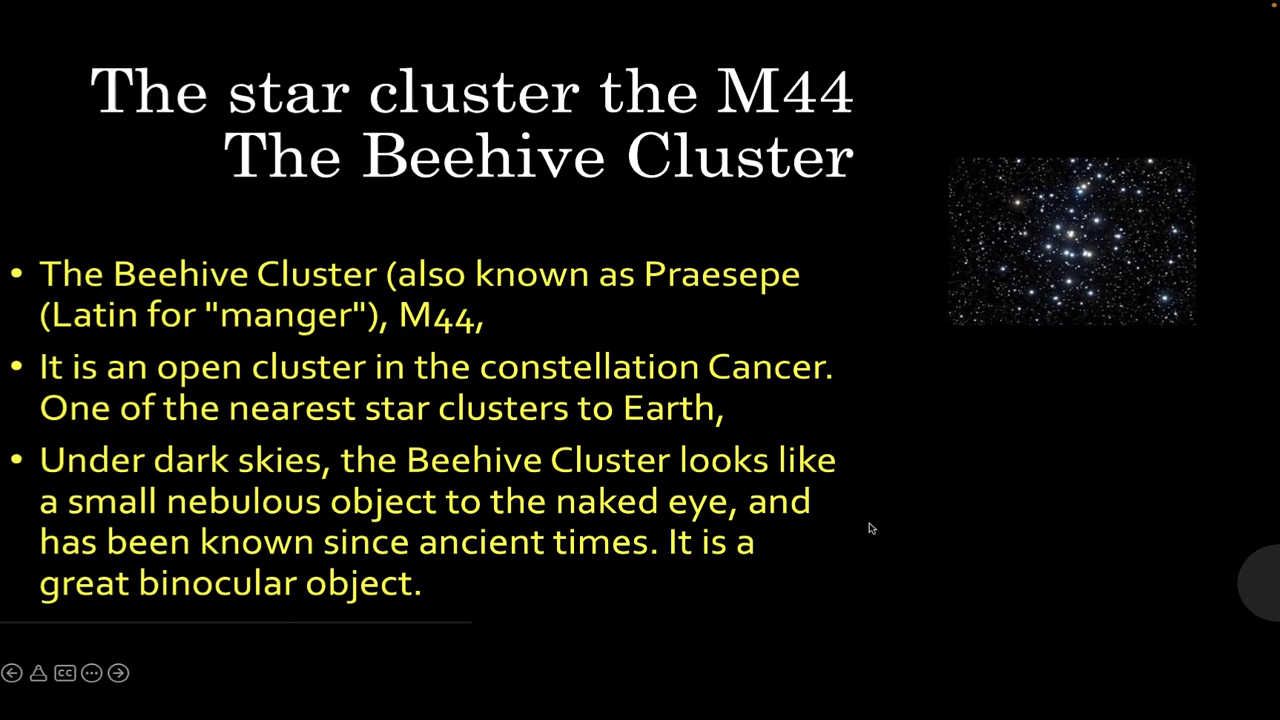 The star cluster the M44
The Beehive Cluster
• The Beehive Cluster (also known as Praesepe
(Latin for "manger"), M44,
• It is an open cluster in the constellation Cancer.
One of the nearest star clusters to Earth,
• Under dark skies, the Beehive Cluster looks like
a small nebulous object to the naked eye, and
has been known since ancient times. It is a
great binocular object.
CC